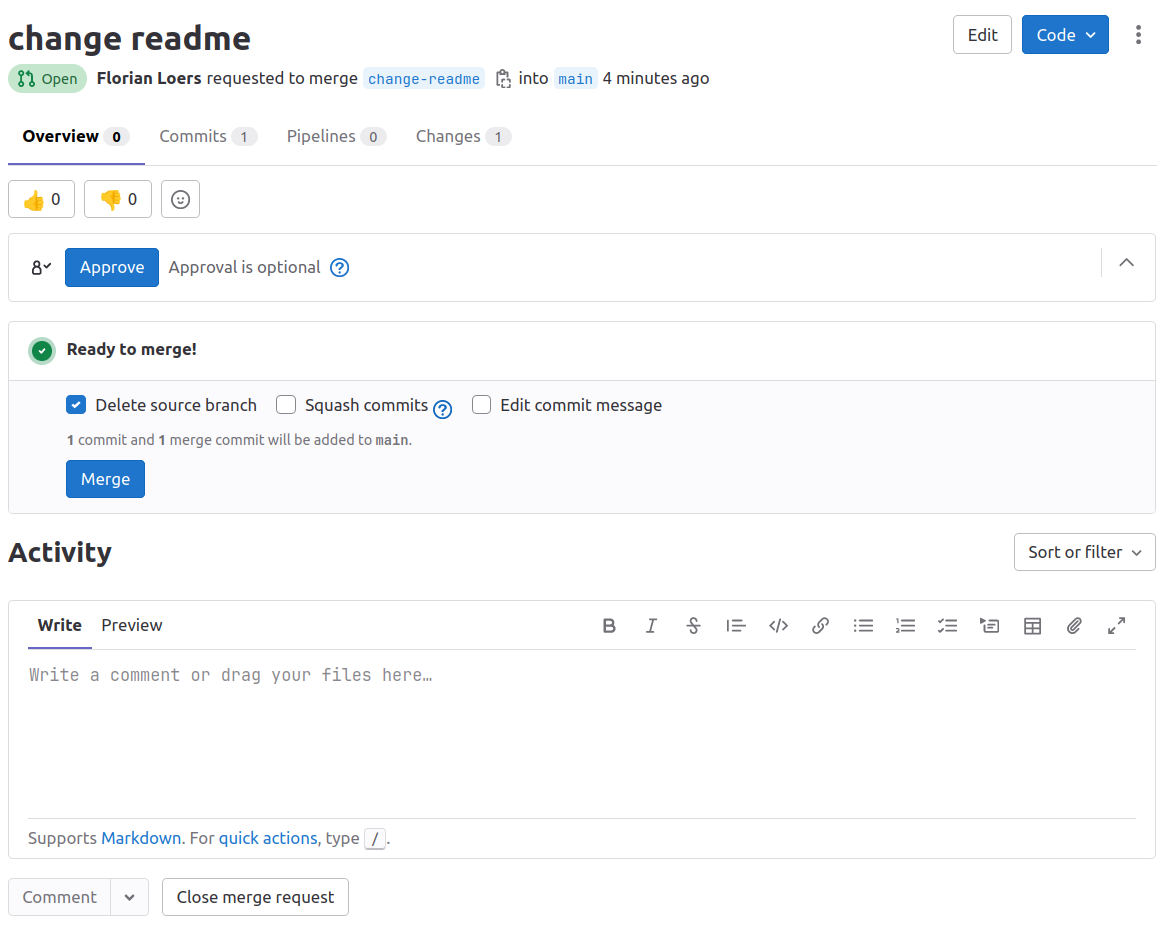 change readme
Edit
Code
Open Florian Loers requested to merge change-readme into main 4 minutes ago
Overview 0 Commits 1 Pipelines 0 Changes 1
👍 0 👎 0
Approve Approval is optional
Ready to merge!
Delete source branch Squash commits Edit commit message
1 commit and 1 merge commit will be added to main.
Merge
Activity
Sort or filter
Write Preview
Write a comment or drag your files here…
Supports Markdown. For quick actions, type /.
Comment Close merge request